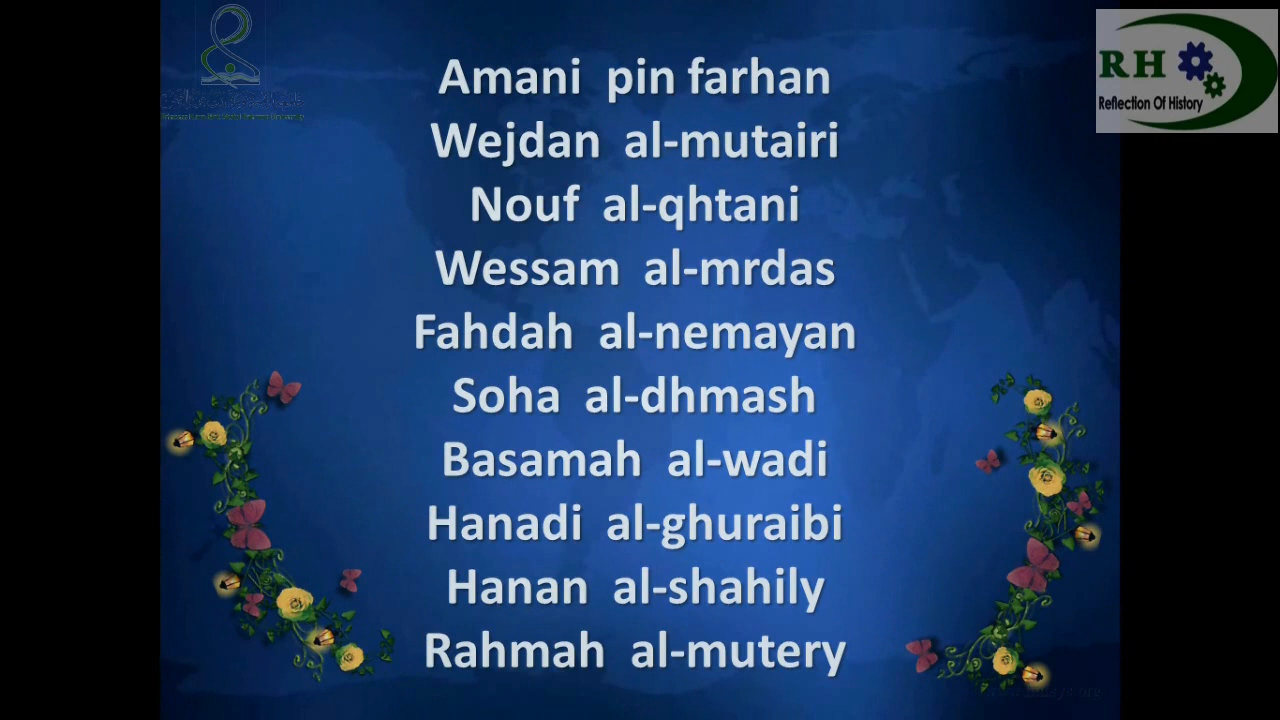 RH
Reflection Of History
Amani pin farhan
Wejdan al-mutairi
Nouf al-qhtani
Wessam al-mrdas
Fahdah al-nemayan
Soha al-dhmash
Basamah al-wadi
Hanadi al-ghuraibi
Hanan al-shahily
Rahmah al-mutery